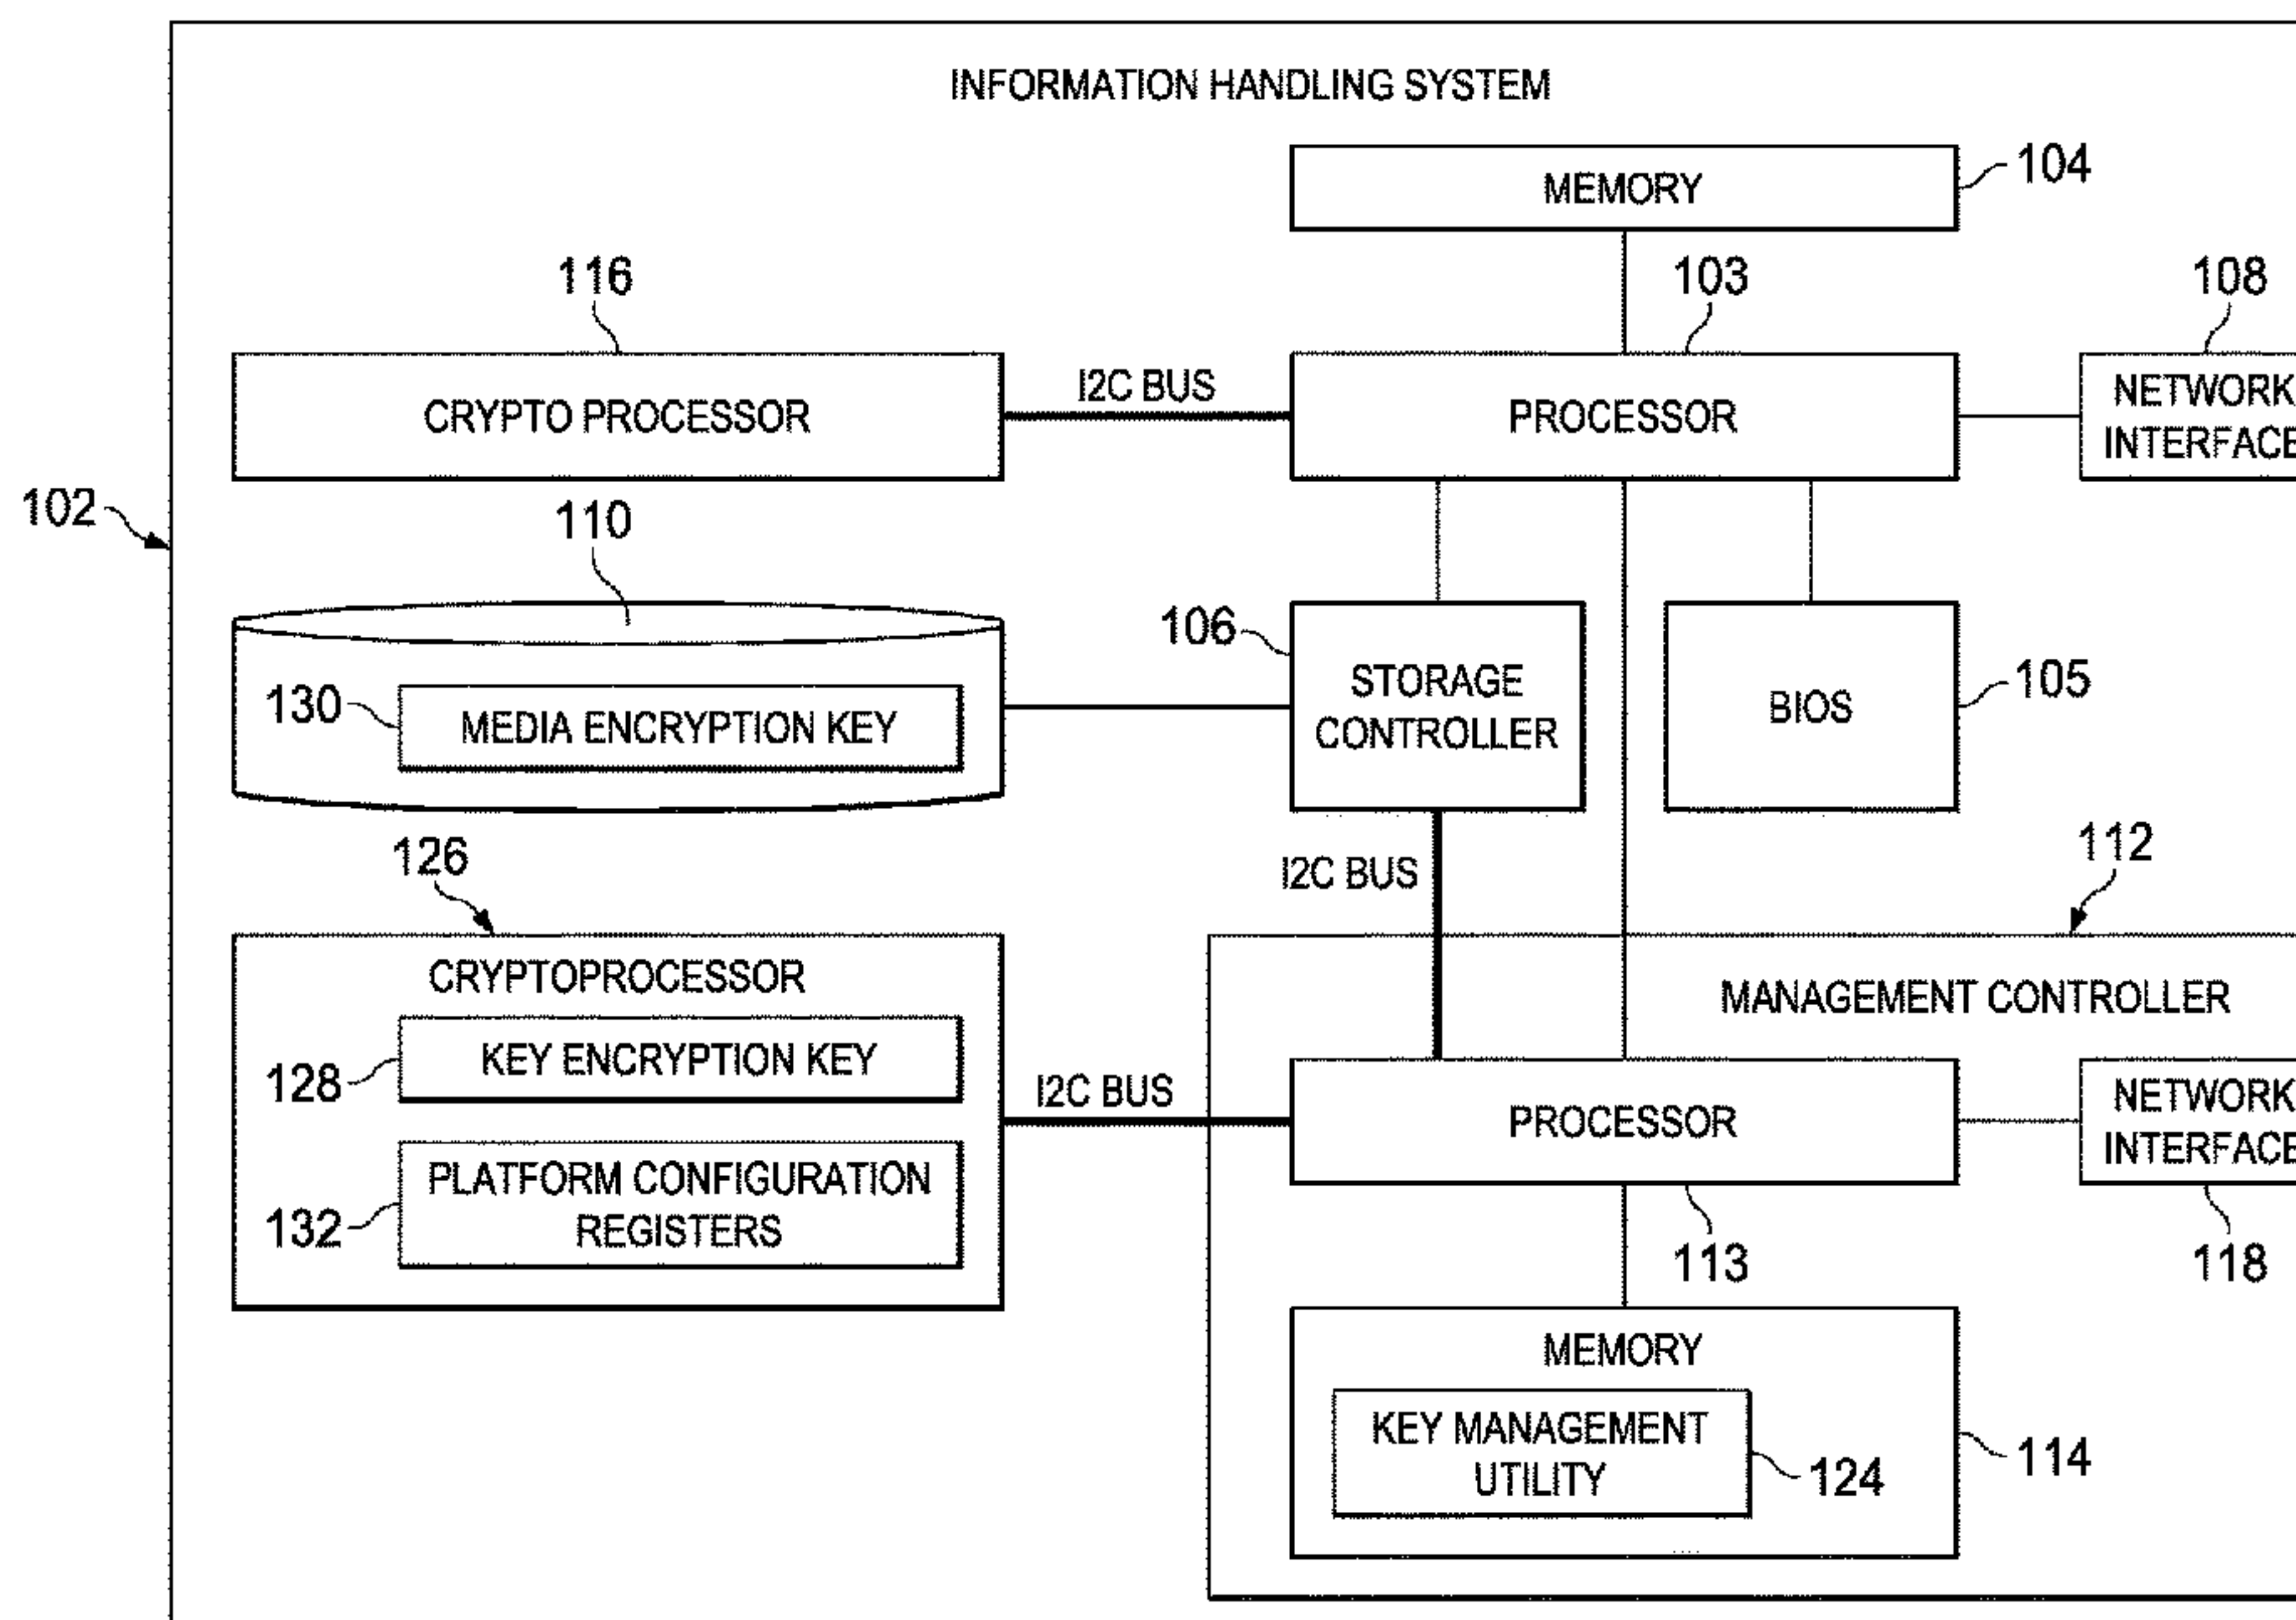 INFORMATION HANDLING SYSTEM
MEMORY
104
116
103
108
CRYPTO PROCESSOR
I2C BUS
PROCESSOR
NETWORK
INTERFACE
102
110
106
STORAGE
CONTROLLER
BIOS
105
130
MEDIA ENCRYPTION KEY
126
I2C BUS
112
CRYPTOPROCESSOR
MANAGEMENT CONTROLLER
128
KEY ENCRYPTION KEY
I2C BUS
PROCESSOR
NETWORK
INTERFACE
132
PLATFORM CONFIGURATION
REGISTERS
113
118
MEMORY
KEY MANAGEMENT
UTILITY
124
114